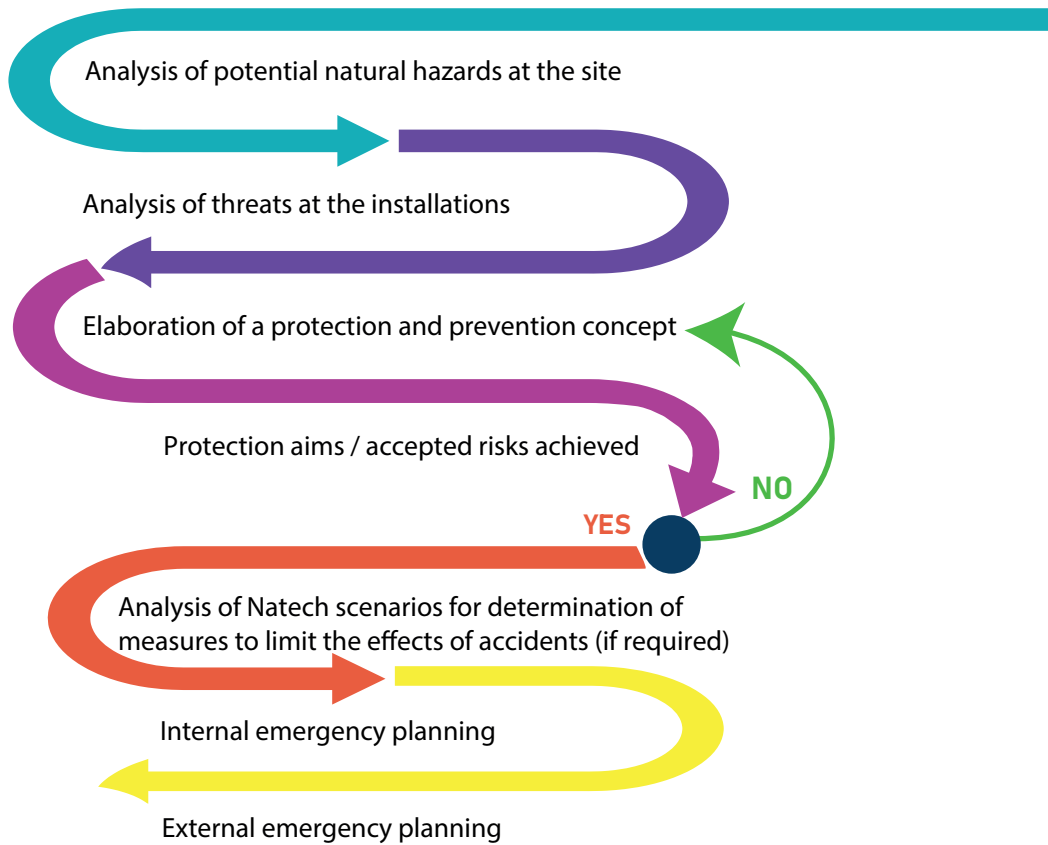 Analysis of potential natural hazards at the site
Analysis of threats at the installations
Elaboration of a protection and prevention concept
Protection aims / accepted risks achieved
NO
YES
Analysis of Natech scenarios for determination of
measures to limit the effects of accidents (if required)
Internal emergency planning
External emergency planning